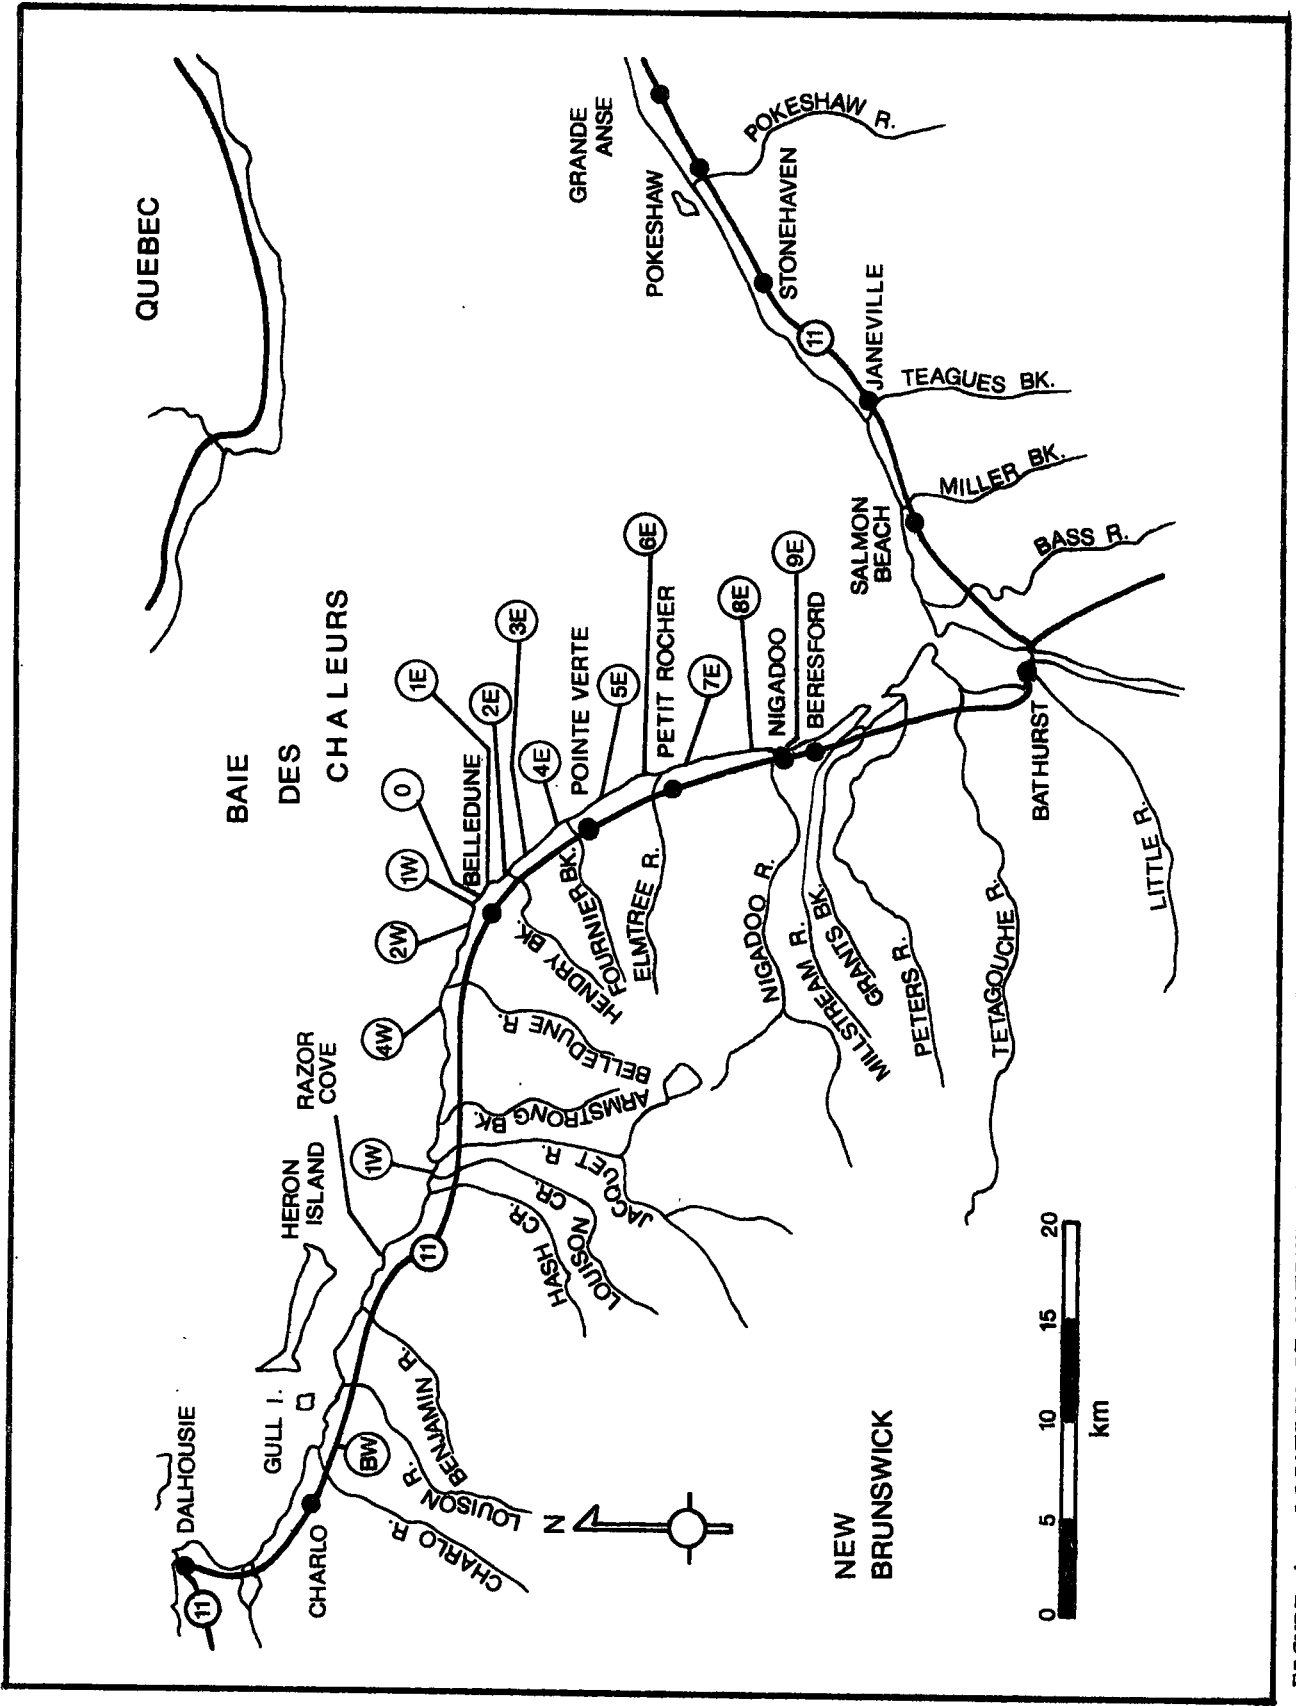 QUEBEC
BAIE
DES
CHALEURS
GRANDE
ANSE
POKESHAW
POKESHAW R.
STONEHAVEN
11
JANEVILLE
TEAGUES BK.
MILLER BK.
SALMON
BEACH
BASS R.
DALHOUSIE
11
GULL I.
HERON
ISLAND
RAZOR
COVE
CHARLO
BW
11
1W
4W
2W
1W
0
1E
2E
3E
4E
5E
6E
7E
8E
9E
BELLEDUNE
POINTE VERTE
PETIT ROCHER
NIGADOO
BERESFORD
BATHURST
CHARLO R.
LOUISON R.
BENJAMIN R.
HASH CR.
LOUISON CR.
JACQUET R.
ARMSTRONG BK.
BELLEDUNE R.
HENDRY BK.
FOURNIER BK.
ELMTREE R.
NIGADOO R.
MILLSTREAM R.
GRANTS BK.
PETERS R.
TETAGOUCHE R.
LITTLE R.
N
NEW
BRUNSWICK
0 5 10 15 20
km